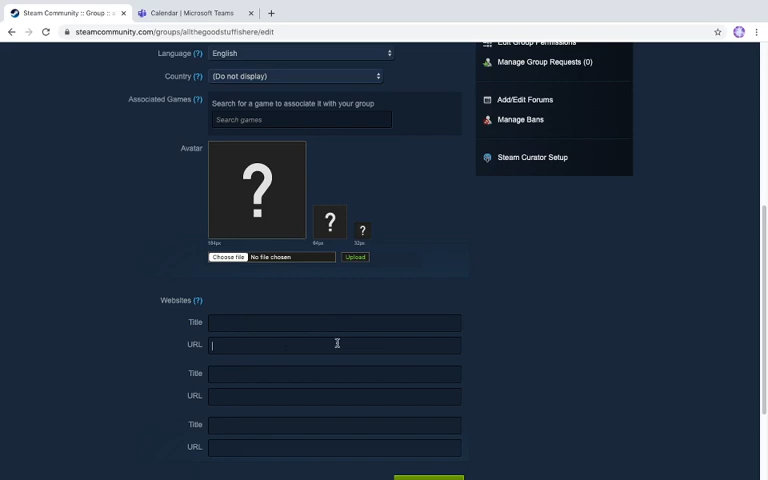 Steam Community :: Group :: a
Calendar | Microsoft Teams
steamcommunity.com/groups/allthegoodstuffishere/edit
Language (?)
English
Country (?)
(Do not display)
Associated Games (?)
Search for a game to associate it with your group
Search games
Avatar
?
?
?
184px
64px
32px
Choose file No file chosen
Upload
Websites (?)
Title
URL
Title
URL
Title
URL
Edit Group Permissions
Manage Group Requests (0)
Add/Edit Forums
Manage Bans
Steam Curator Setup